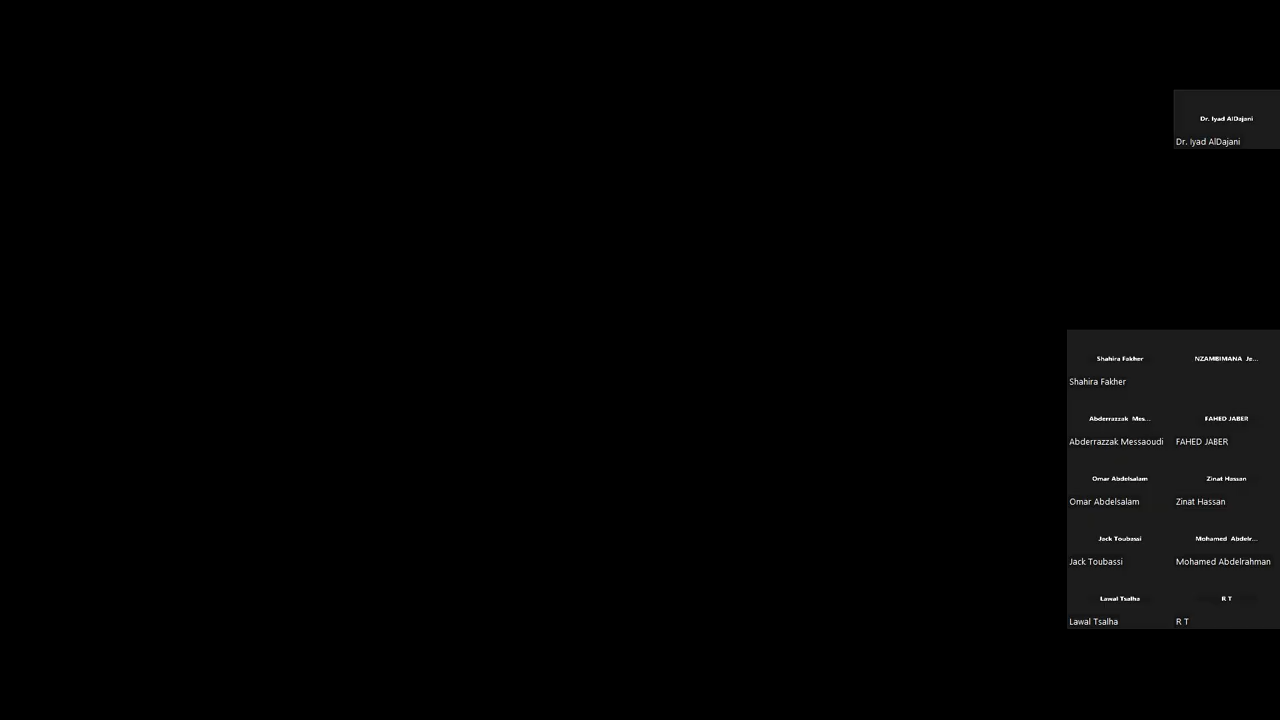 Dr. Iyad AlDajani
Dr. Iyad AlDajani
Shahira Fakher
NZAMBIMANA Je...
Shahira Fakher
Abderrazzak Mes...
FAHED JABER
Abderrazzak Messaoudi
FAHED JABER
Omar Abdelsalam
Zinat Hassan
Omar Abdelsalam
Zinat Hassan
Jack Toubassi
Mohamed Abdelr...
Jack Toubassi
Mohamed Abdelrahman
Lawal Tsalha
R T
Lawal Tsalha
R T